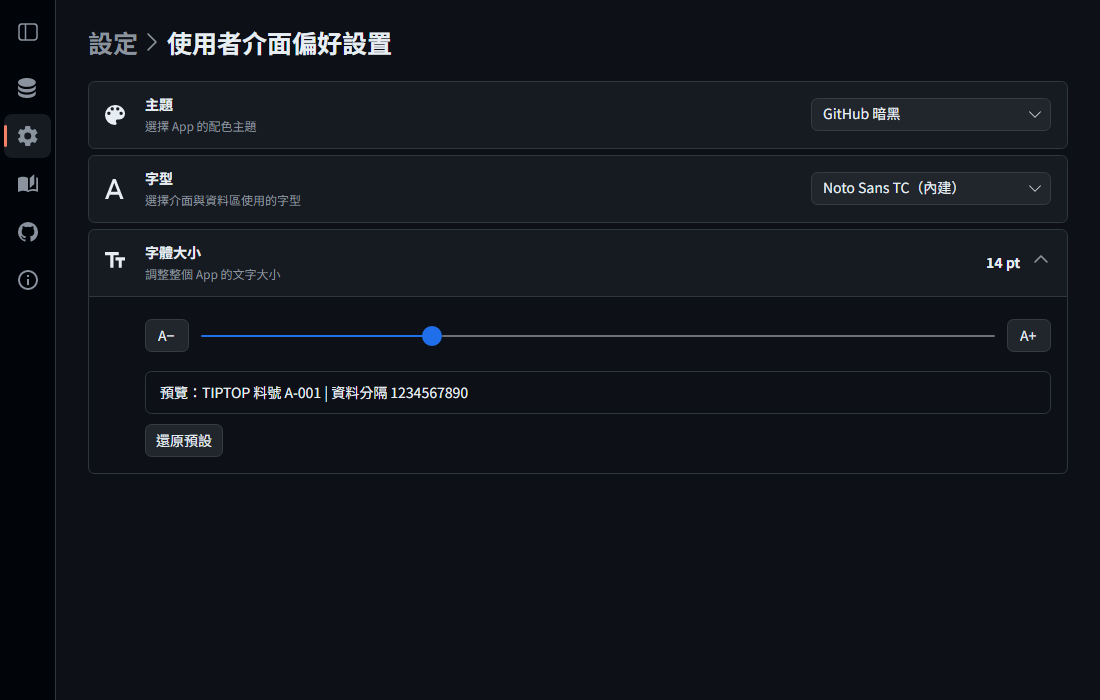 設定 > 使用者介面偏好設置
主題
選擇 App 的配色主題
GitHub 暗黑
字型
選擇介面與資料區使用的字型
Noto Sans TC（內建）
字體大小
調整整個 App 的文字大小
14 pt
A−
A+
預覽：TIPTOP 料號 A-001 | 資料分隔 1234567890
還原預設